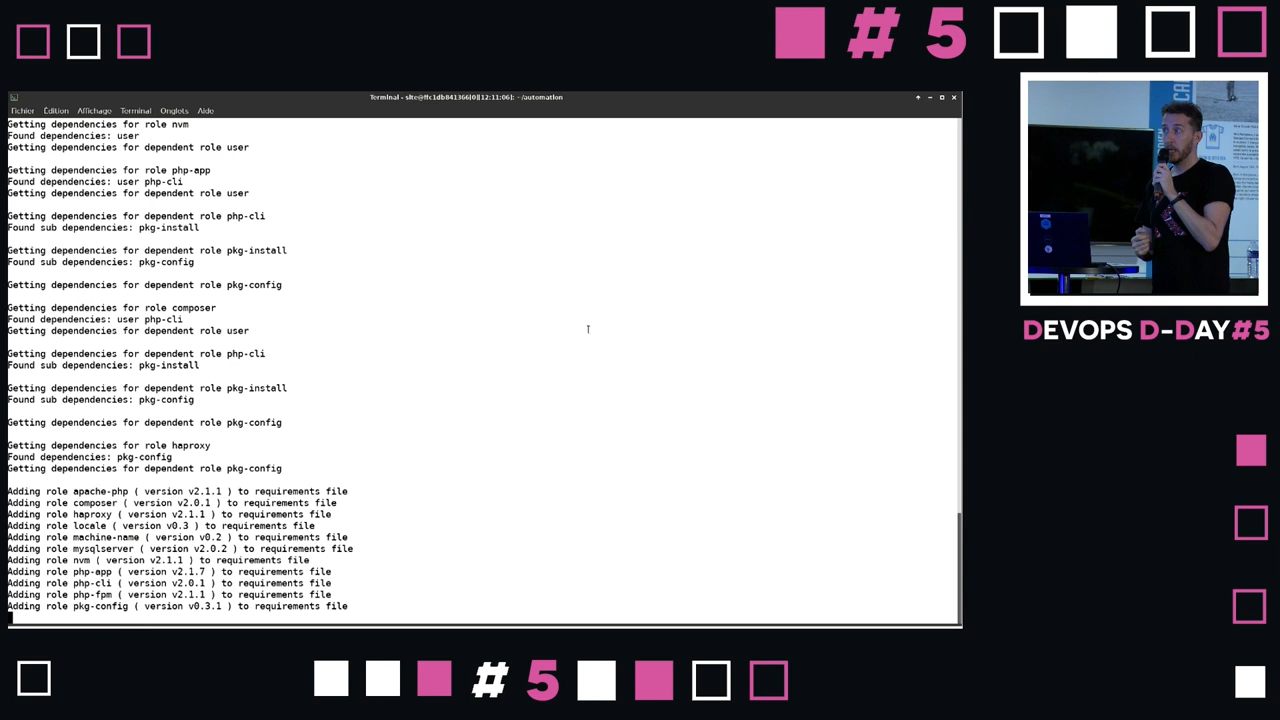 # 5
Terminal - site@ffc1db841366|0|[12:11:06]: ~/automation
Fichier Édition Affichage Terminal Onglets Aide
Getting dependencies for role nvm
Found dependencies: user
Getting dependencies for dependent role user
Getting dependencies for role php-app
Found dependencies: user php-cli
Getting dependencies for dependent role user
Getting dependencies for dependent role php-cli
Found sub dependencies: pkg-install
Getting dependencies for dependent role pkg-install
Found sub dependencies: pkg-config
Getting dependencies for dependent role pkg-config
Getting dependencies for role composer
Found dependencies: user php-cli
Getting dependencies for dependent role user
Getting dependencies for dependent role php-cli
Found sub dependencies: pkg-install
Getting dependencies for dependent role pkg-install
Found sub dependencies: pkg-config
Getting dependencies for dependent role pkg-config
Getting dependencies for role haproxy
Found dependencies: pkg-config
Getting dependencies for dependent role pkg-config
Adding role apache-php ( version v2.1.1 ) to requirements file
Adding role composer ( version v2.0.1 ) to requirements file
Adding role haproxy ( version v2.1.1 ) to requirements file
Adding role locale ( version v0.3 ) to requirements file
Adding role machine-name ( version v0.2 ) to requirements file
Adding role mysqlserver ( version v2.0.2 ) to requirements file
Adding role nvm ( version v2.1.1 ) to requirements file
Adding role php-app ( version v2.1.7 ) to requirements file
Adding role php-cli ( version v2.0.1 ) to requirements file
Adding role php-fpm ( version v2.1.1 ) to requirements file
Adding role pkg-config ( version v0.3.1 ) to requirements file
DEVOPS D-DAY#5
# 5